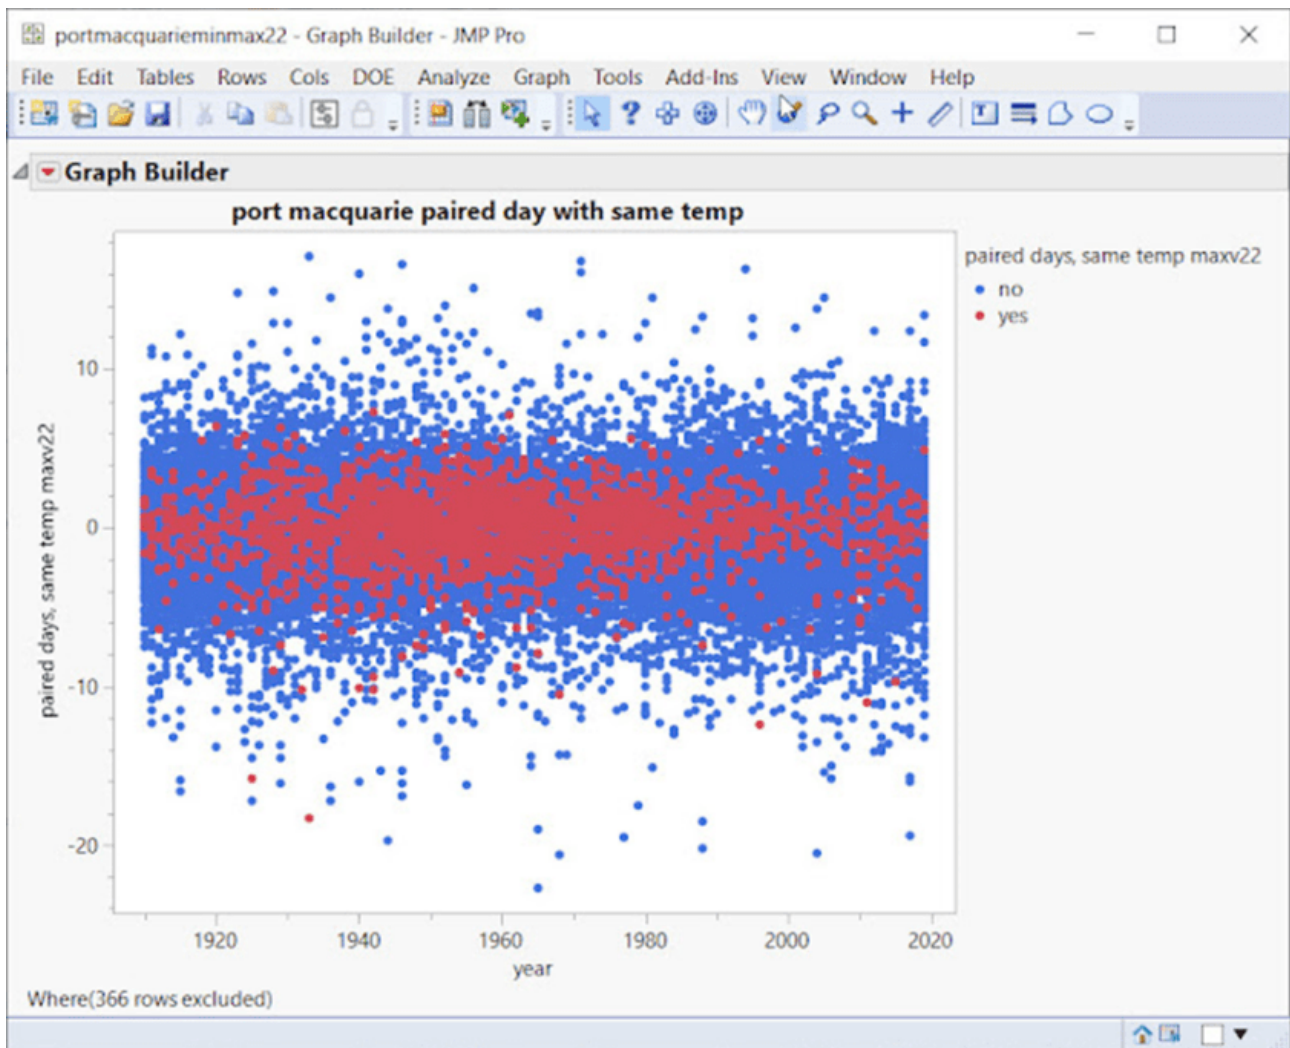 portmacquarieminmax22 - Graph Builder - JMP Pro
File Edit Tables Rows Cols DOE Analyze Graph Tools Add-Ins View Window Help
Graph Builder
port macquarie paired day with same temp
paired days, same temp maxv22
no
yes
10
0
-10
-20
paired days, same temp maxv22
1920 1940 1960 1980 2000 2020
year
Where(366 rows excluded)